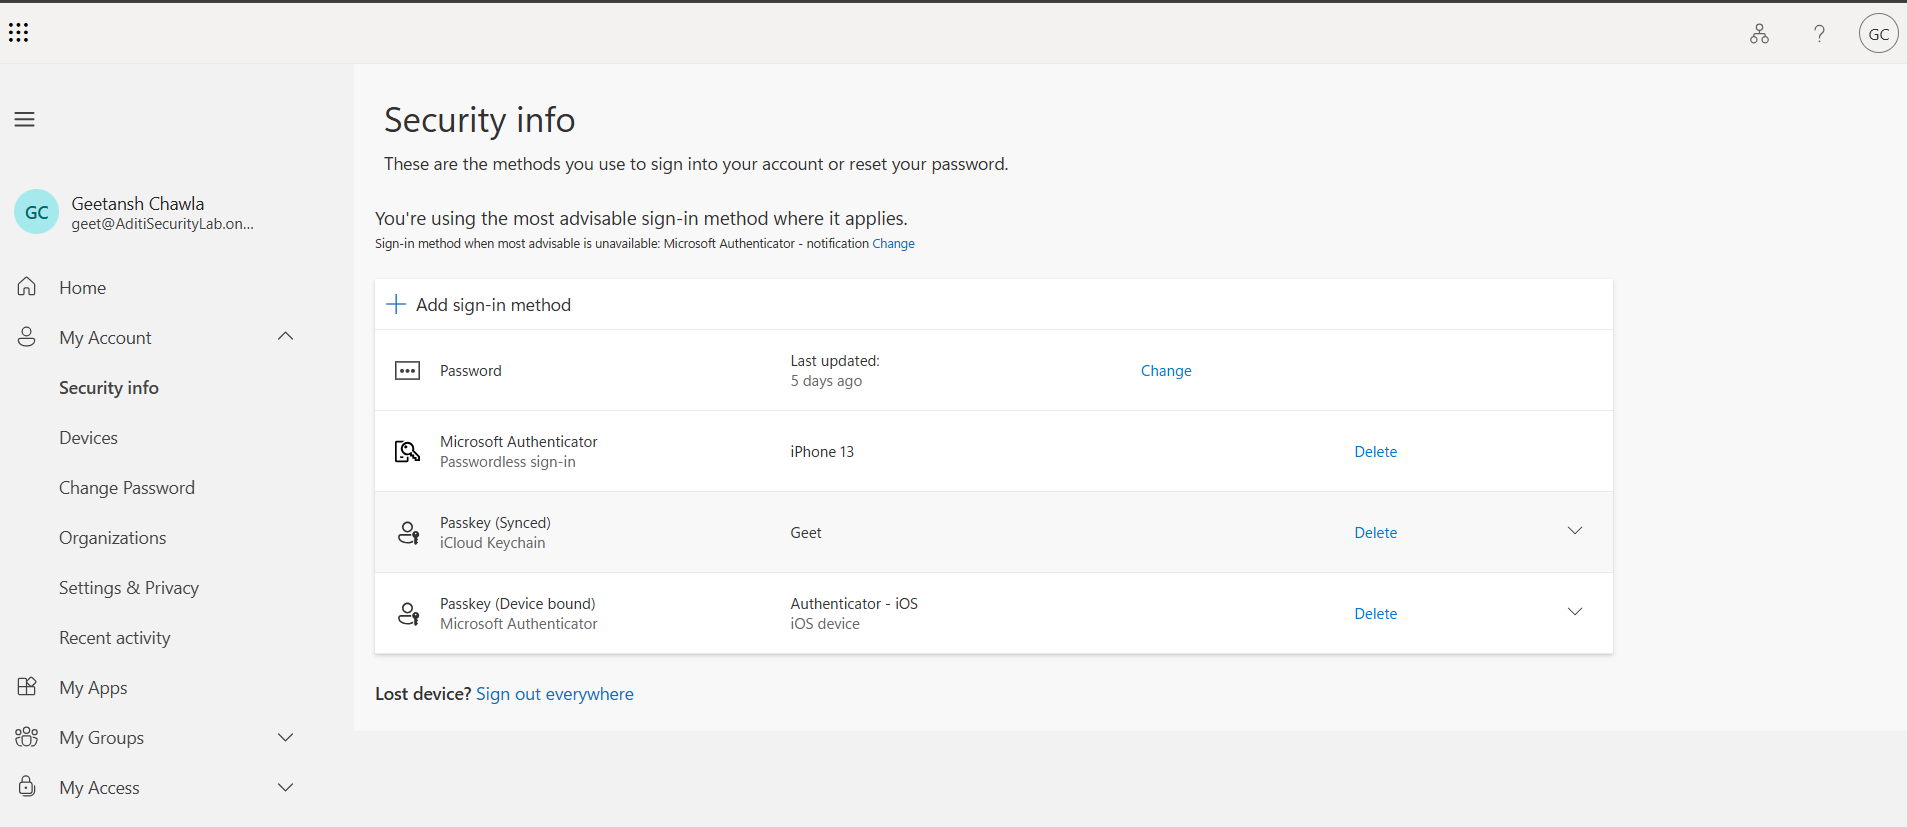 GC
Security info
These are the methods you use to sign into your account or reset your password.
GC
Geetansh Chawla
geet@AditiSecurityLab.on...
Home
My Account
Security info
Devices
Change Password
Organizations
Settings & Privacy
Recent activity
My Apps
My Groups
My Access
You're using the most advisable sign-in method where it applies.
Sign-in method when most advisable is unavailable: Microsoft Authenticator - notification Change
Add sign-in method
Password
Last updated:
5 days ago
Change
Microsoft Authenticator
Passwordless sign-in
iPhone 13
Delete
Passkey (Synced)
iCloud Keychain
Geet
Delete
Passkey (Device bound)
Microsoft Authenticator
Authenticator - iOS
iOS device
Delete
Lost device? Sign out everywhere